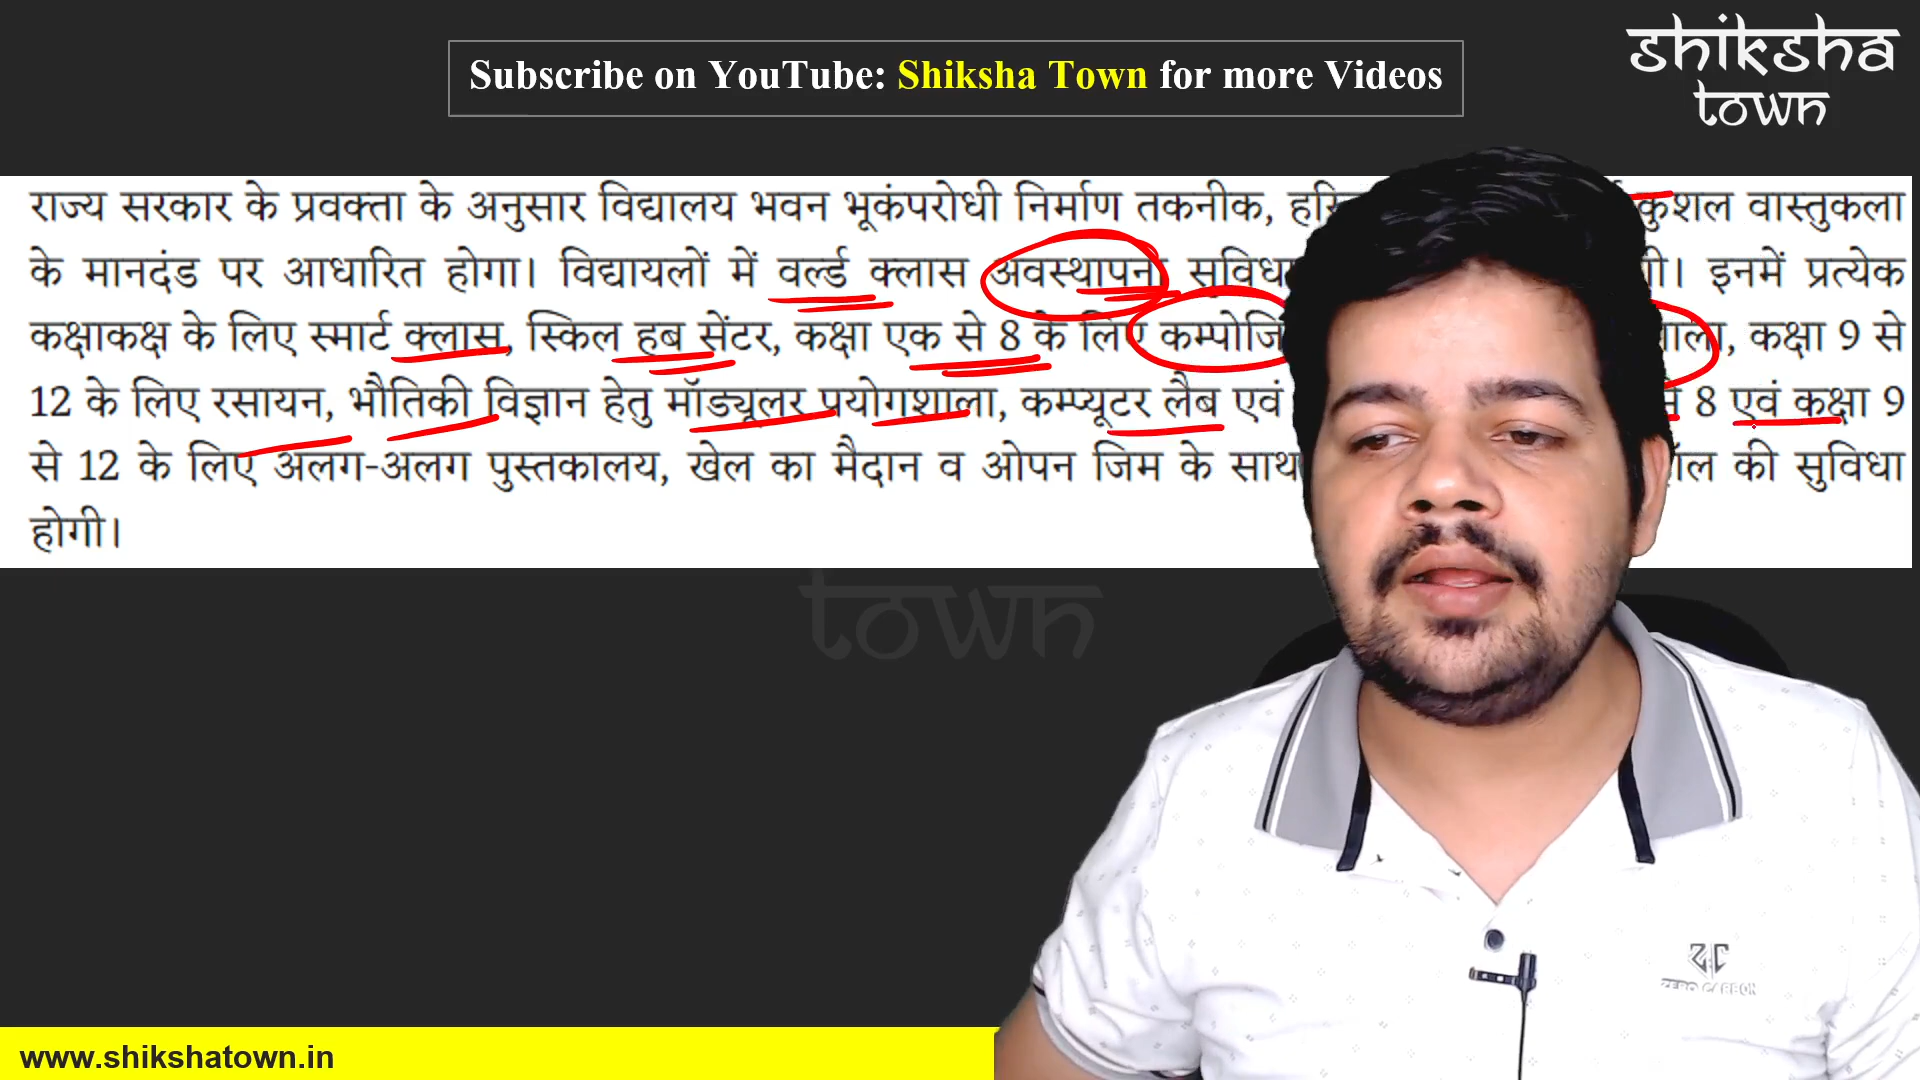 Subscribe on YouTube: Shiksha Town for more Videos
shiksha
town
राज्य सरकार के प्रवक्ता के अनुसार विद्यालय भवन भूकंपरोधी निर्माण तकनीक, कुशल वास्तुकला
के मानदंड पर आधारित होगा। विद्यायलों में वर्ल्ड क्लास अवस्थापना इनमें प्रत्येक
कक्षाकक्ष के लिए स्मार्ट क्लास, स्किल हब सेंटर, कक्षा एक से 8 के लिए कक्षा 9 से
12 के लिए रसायन, भौतिकी विज्ञान हेतु मॉड्यूलर प्रयोगशाला, कम्प्यूटर लैब एवं 8 एवं कक्षा 9
से 12 के लिए अलग-अलग पुस्तकालय, खेल का मैदान व ओपन जिम के साथ की सुविधा
होगी।
town
ZERO CARBON
www.shikshatown.in